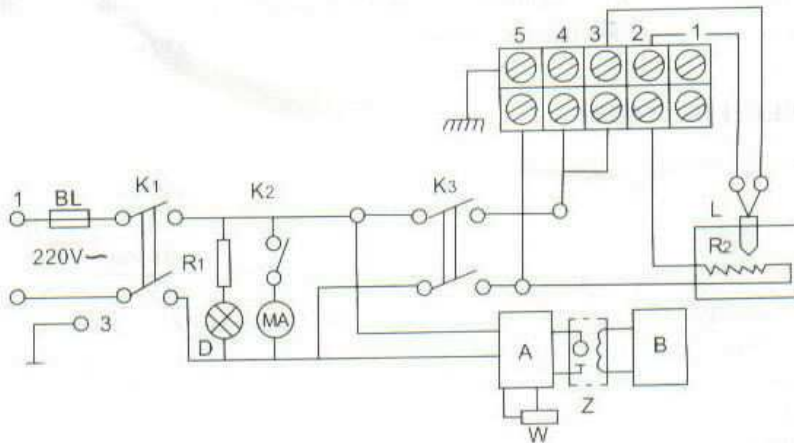 5 4 3 2 1
1 BL K1 K2 K3
L
220V~ R1 R2
3 D MA A B
Z
W